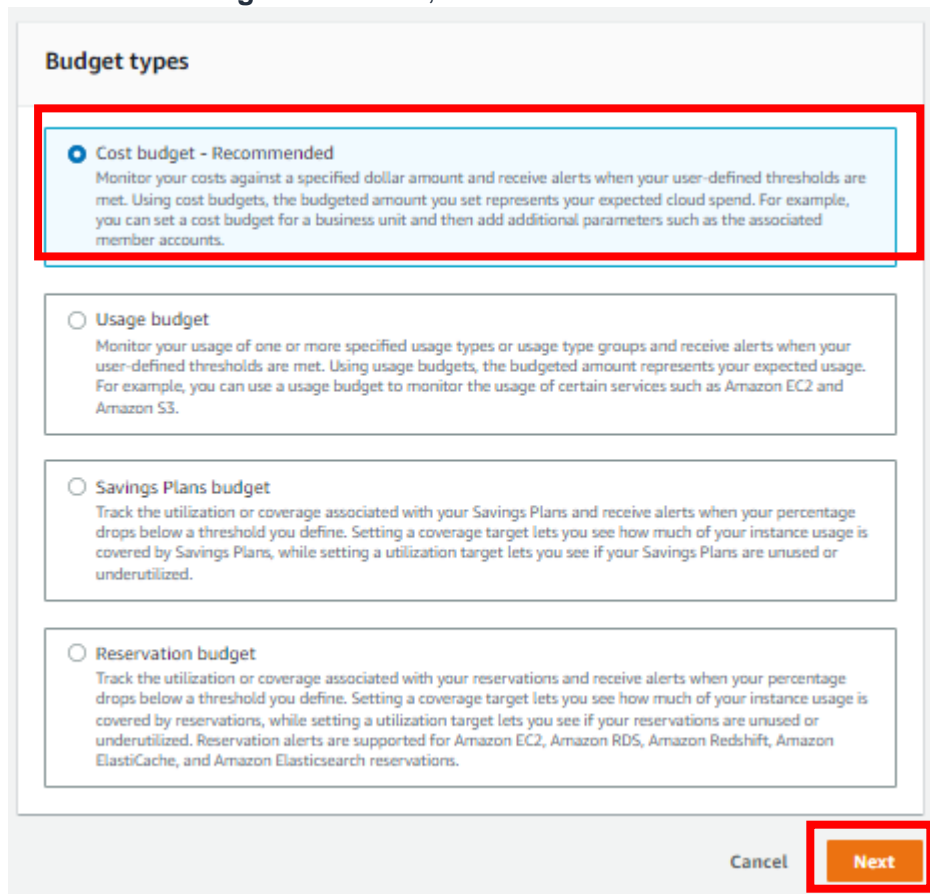 Budget types
Cost budget - Recommended
Monitor your costs against a specified dollar amount and receive alerts when your user-defined thresholds are
met. Using cost budgets, the budgeted amount you set represents your expected cloud spend. For example,
you can set a cost budget for a business unit and then add additional parameters such as the associated
member accounts.
Usage budget
Monitor your usage of one or more specified usage types or usage type groups and receive alerts when your
user-defined thresholds are met. Using usage budgets, the budgeted amount represents your expected usage.
For example, you can use a usage budget to monitor the usage of certain services such as Amazon EC2 and
Amazon S3.
Savings Plans budget
Track the utilization or coverage associated with your Savings Plans and receive alerts when your percentage
drops below a threshold you define. Setting a coverage target lets you see how much of your instance usage is
covered by Savings Plans, while setting a utilization target lets you see if your Savings Plans are unused or
underutilized.
Reservation budget
Track the utilization or coverage associated with your reservations and receive alerts when your percentage
drops below a threshold you define. Setting a coverage target lets you see how much of your instance usage is
covered by reservations, while setting a utilization target lets you see if your reservations are unused or
underutilized. Reservation alerts are supported for Amazon EC2, Amazon RDS, Amazon Redshift, Amazon
ElastiCache, and Amazon Elasticsearch reservations.
Cancel Next